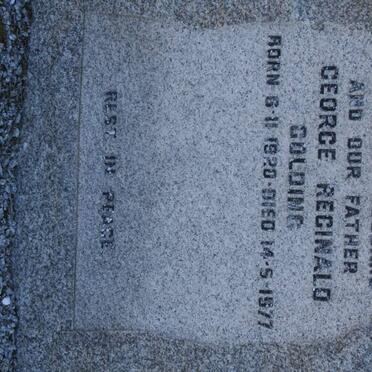 AND OUR FATHER
GEORGE REGINALD
GOLDING
BORN 6·11·1920·DIED 14·5·1977
REST IN PEACE